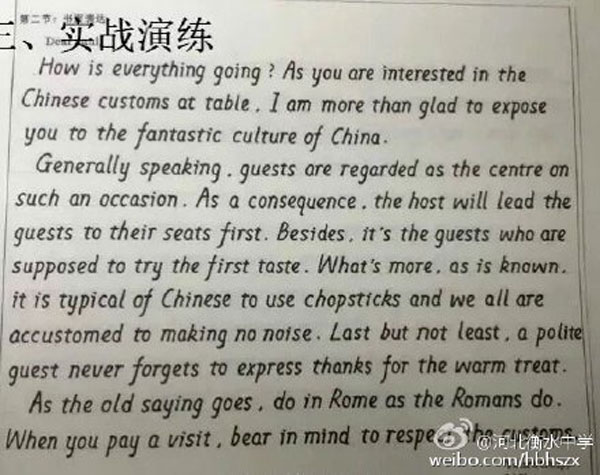 第二节：书面表达
三、实战演练
Dear
How is everything going? As you are interested in the
Chinese customs at table, I am more than glad to expose
you to the fantastic culture of China.
Generally speaking, guests are regarded as the centre on
such an occasion. As a consequence, the host will lead the
guests to their seats first. Besides, it's the guests who are
supposed to try the first taste. What's more, as is known,
it is typical of Chinese to use chopsticks and we all are
accustomed to making no noise. Last but not least, a polite
guest never forgets to express thanks for the warm treat.
As the old saying goes, do in Rome as the Romans do.
When you pay a visit, bear in mind to respect the customs
@河北衡水中学
weibo.com/hbhszx